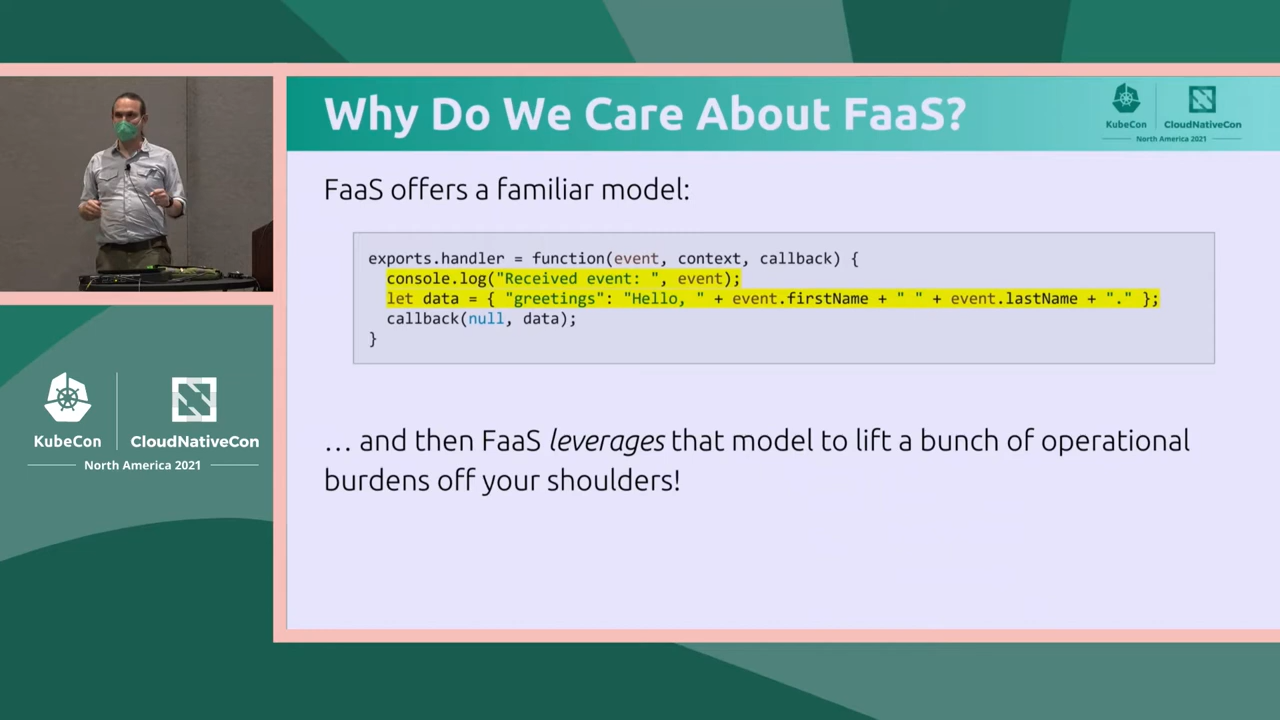 Why Do We Care About FaaS?
KubeCon
CloudNativeCon
North America 2021
FaaS offers a familiar model:
exports.handler = function(event, context, callback) {
console.log("Received event: ", event);
let data = { "greetings": "Hello, " + event.firstName + " " + event.lastName + "." };
callback(null, data);
}
… and then FaaS leverages that model to lift a bunch of operational
burdens off your shoulders!
KubeCon
CloudNativeCon
North America 2021